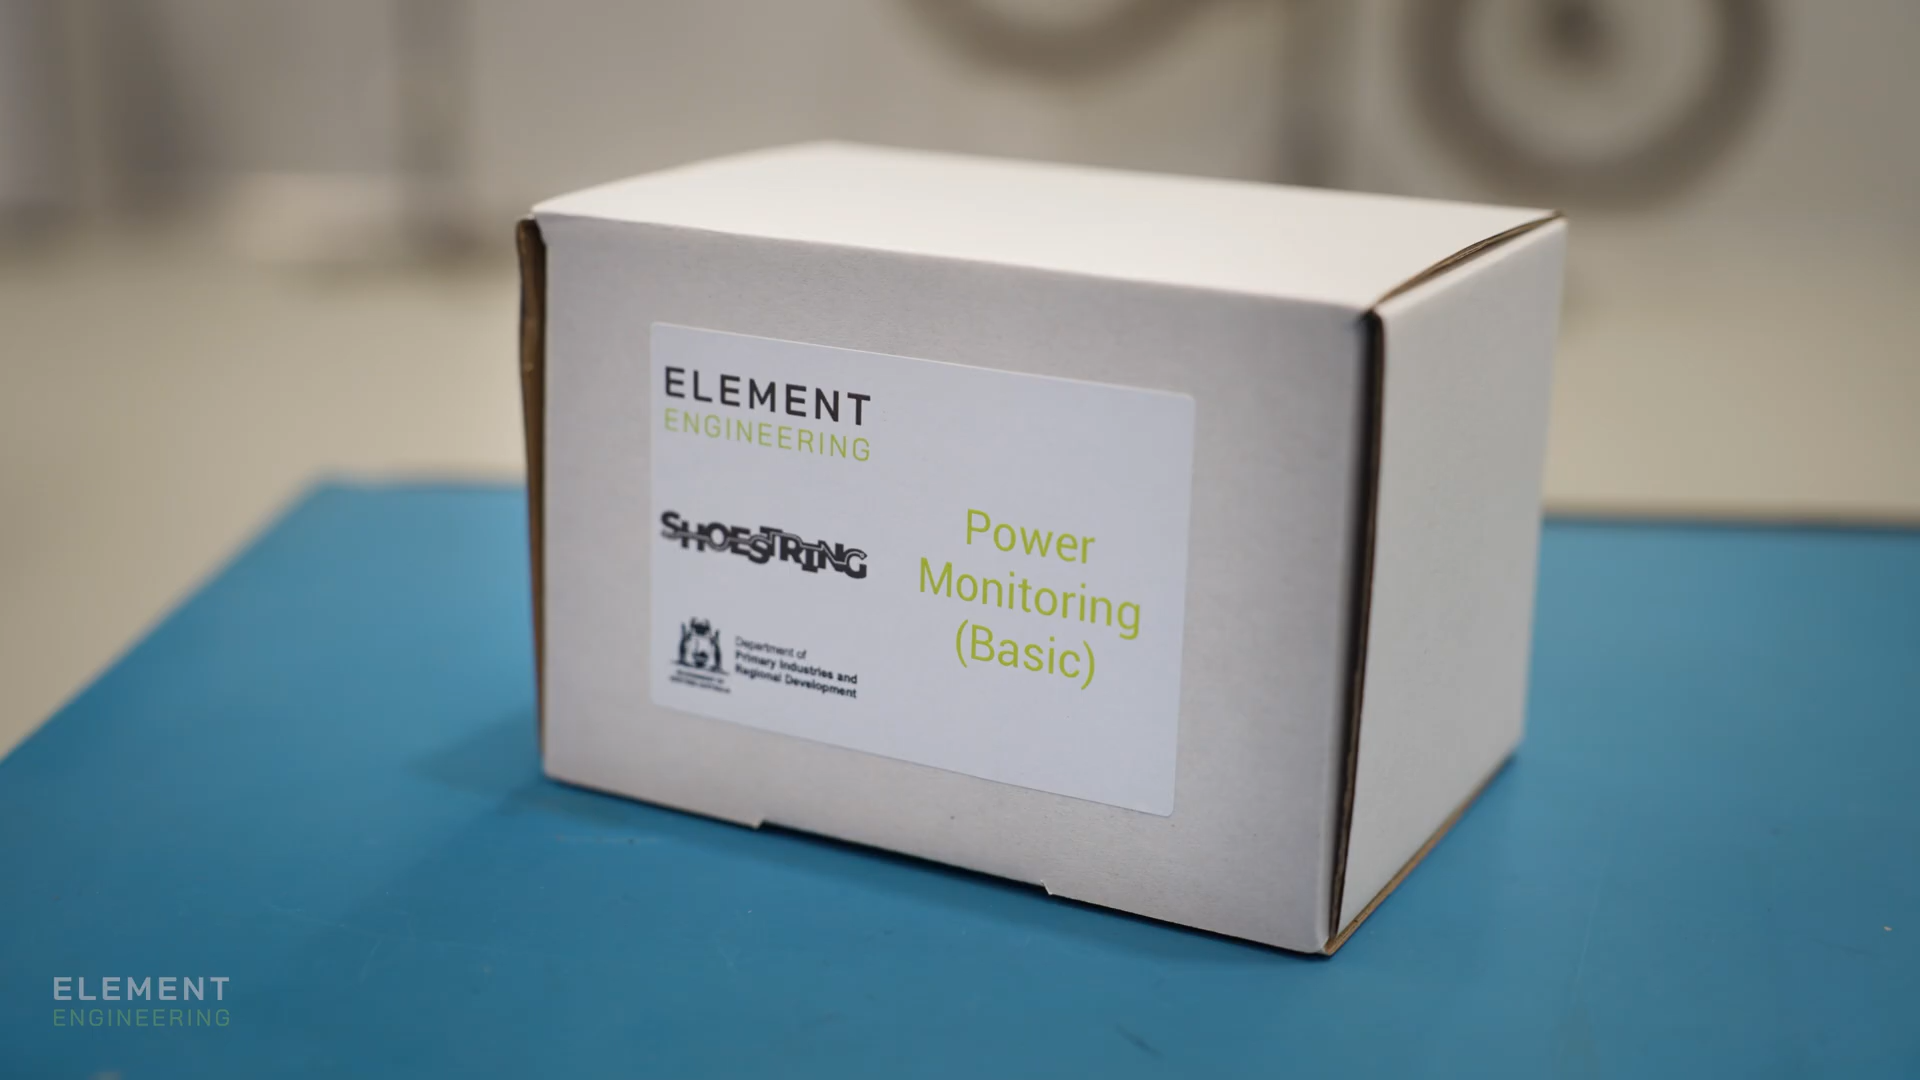 ELEMENT
ENGINEERING
SHOESTRING
Department of
Primary Industries and
Regional Development
Power
Monitoring
(Basic)
ELEMENT
ENGINEERING